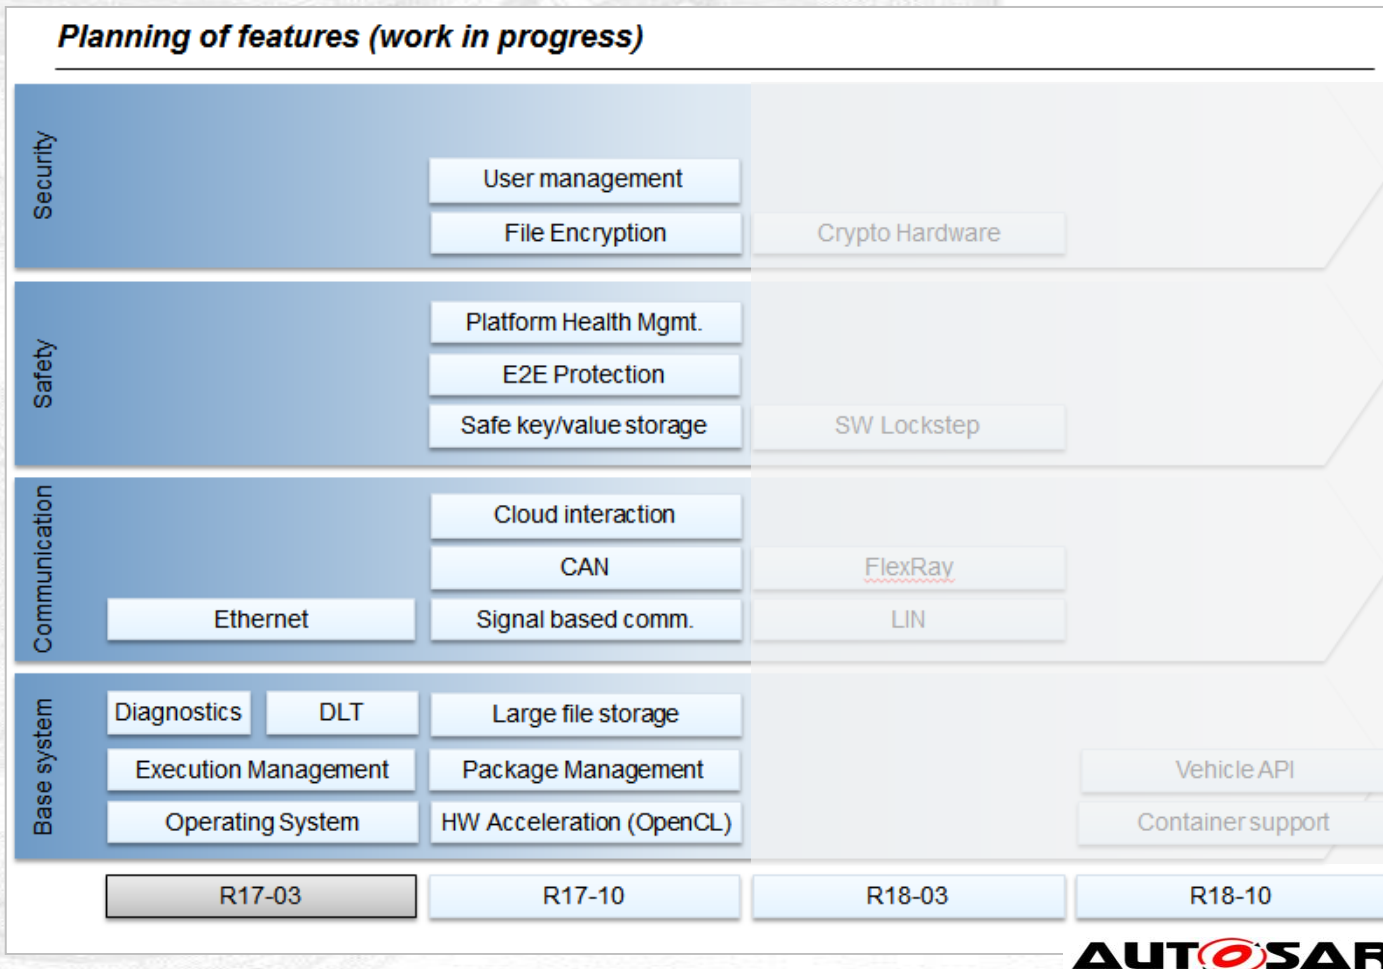 Planning of features (work in progress)
Security
User management
File Encryption
Crypto Hardware
Safety
Platform Health Mgmt.
E2E Protection
Safe key/value storage
SW Lockstep
Communication
Cloud interaction
CAN
FlexRay
Ethernet
Signal based comm.
LIN
Base system
Diagnostics
DLT
Large file storage
Execution Management
Package Management
Vehicle API
Operating System
HW Acceleration (OpenCL)
Container support
R17-03
R17-10
R18-03
R18-10
AUTOSAR